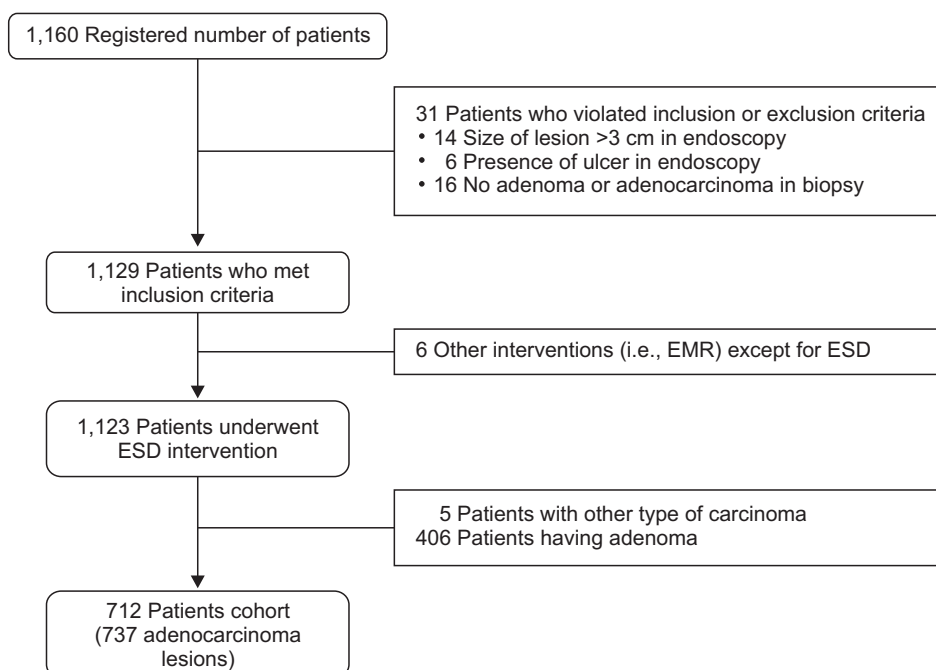 1,160 Registered number of patients
31 Patients who violated inclusion or exclusion criteria
• 14 Size of lesion >3 cm in endoscopy
• 6 Presence of ulcer in endoscopy
• 16 No adenoma or adenocarcinoma in biopsy
1,129 Patients who met
inclusion criteria
6 Other interventions (i.e., EMR) except for ESD
1,123 Patients underwent
ESD intervention
5 Patients with other type of carcinoma
406 Patients having adenoma
712 Patients cohort
(737 adenocarcinoma
lesions)